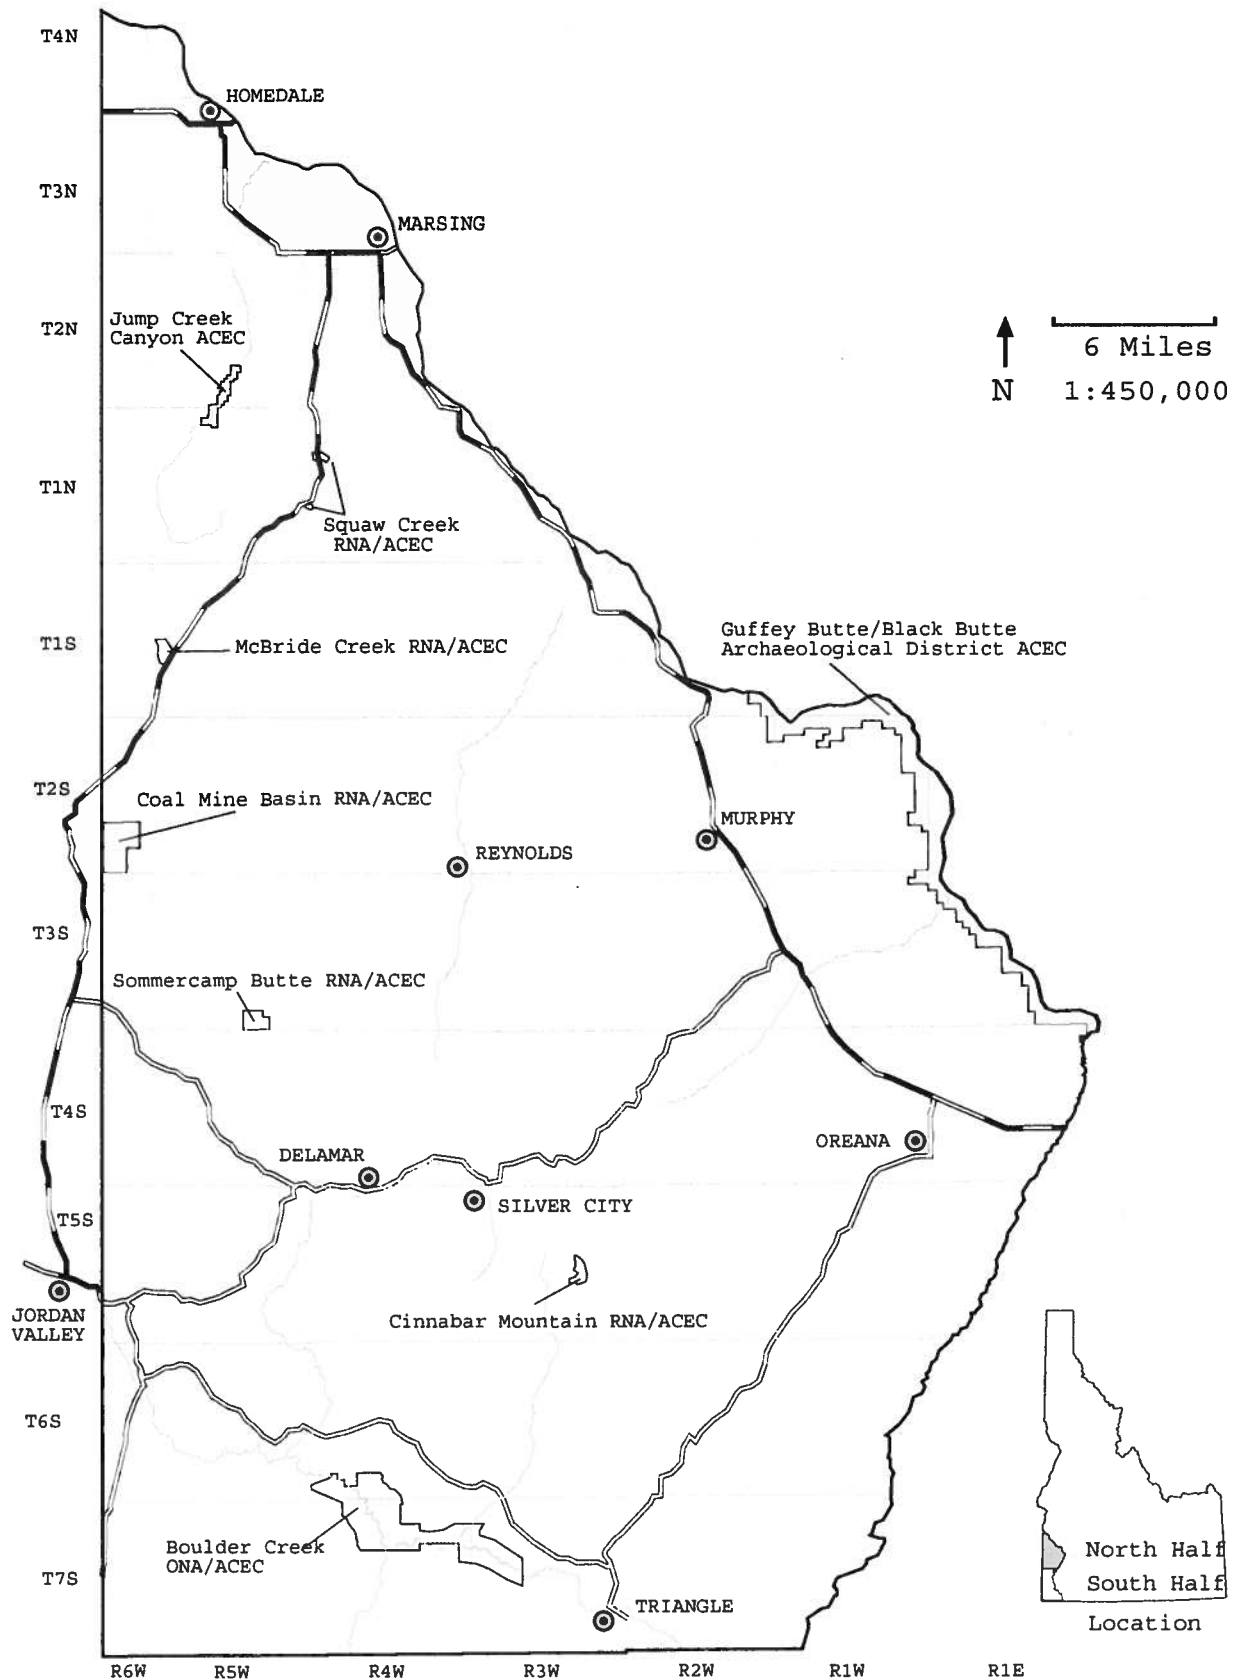 T4N
HOMEDALE
T3N
MARSING
Jump Creek
Canyon ACEC
T2N
6 Miles
N 1:450,000
T1N
Squaw Creek
RNA/ACEC
T1S
McBride Creek RNA/ACEC
Guffey Butte/Black Butte
Archaeological District ACEC
T2S
Coal Mine Basin RNA/ACEC
MURPHY
REYNOLDS
T3S
Sommercamp Butte RNA/ACEC
T4S
OREANA
DELAMAR
SILVER CITY
T5S
JORDAN
VALLEY
Cinnabar Mountain RNA/ACEC
T6S
Boulder Creek
ONA/ACEC
North Half
South Half
Location
T7S
TRIANGLE
R6W R5W R4W R3W R2W R1W R1E